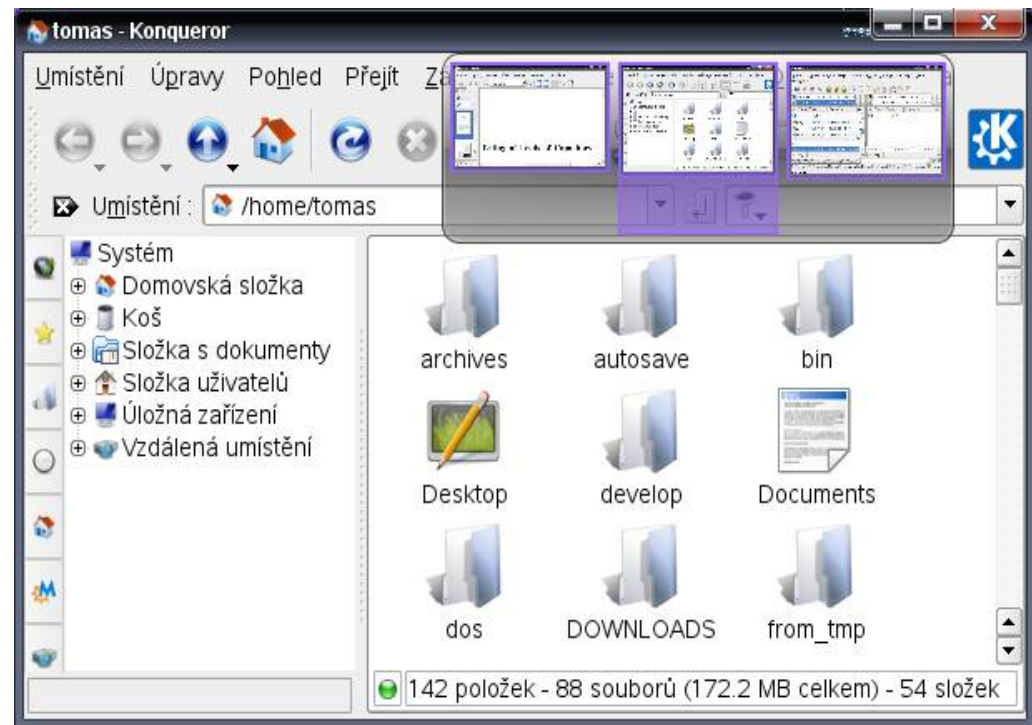 tomas - Konqueror
Umístění Úpravy Pohled Přejít
Umístění : /home/tomas
Systém
Domovská složka
Koš
Složka s dokumenty
Složka uživatelů
Úložná zařízení
Vzdálená umístění
archives autosave bin
Desktop develop Documents
dos DOWNLOADS from_tmp
142 položek - 88 souborů (172.2 MB celkem) - 54 složek